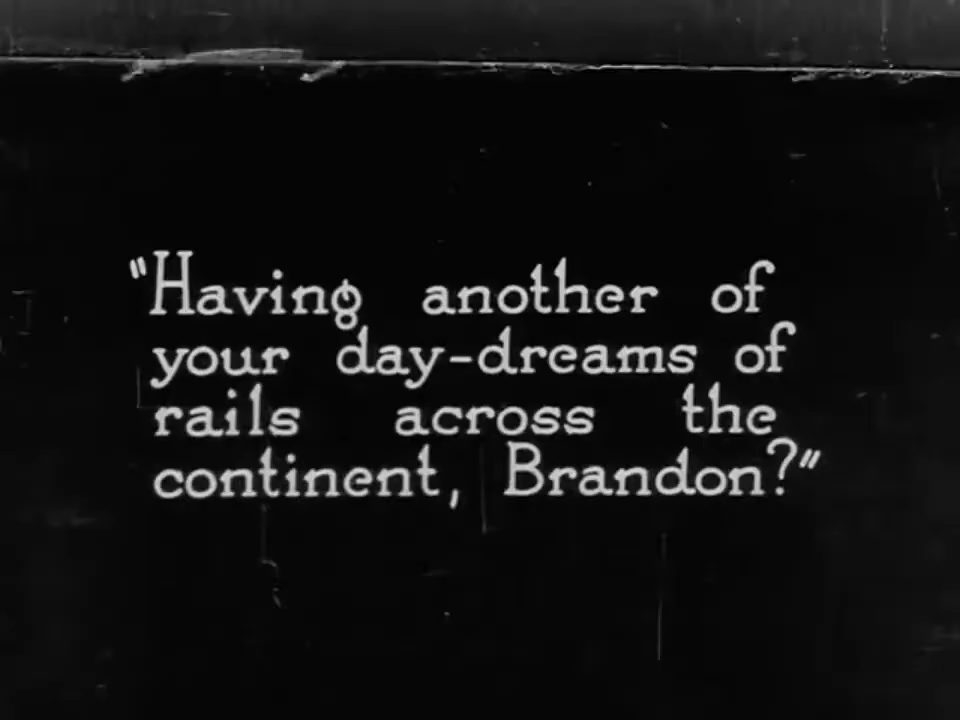 "Having another of
your day-dreams of
rails across the
continent, Brandon?"